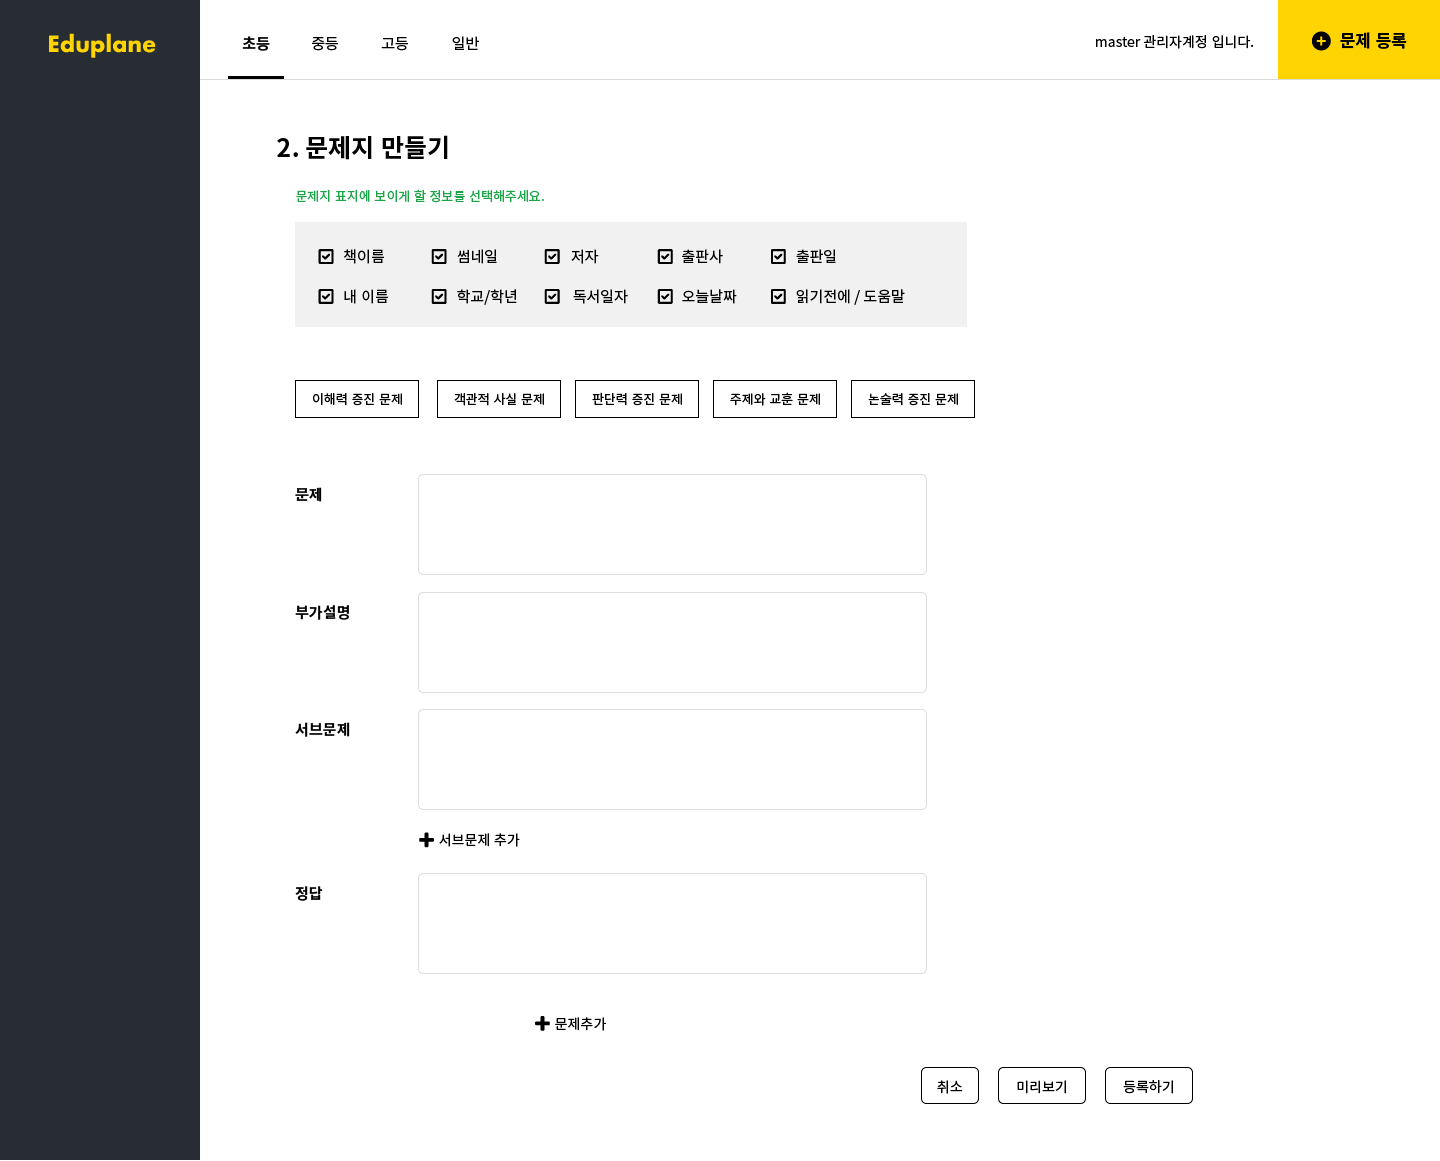 Eduplane
초등 중등 고등 일반
master 관리자계정 입니다.
문제 등록
2. 문제지 만들기
문제지 표지에 보이게 할 정보를 선택해주세요.
책이름 썸네일 저자 출판사 출판일
내 이름 학교/학년 독서일자 오늘날짜 읽기전에 / 도움말
이해력 증진 문제 객관적 사실 문제 판단력 증진 문제 주제와 교훈 문제 논술력 증진 문제
문제
부가설명
서브문제
서브문제 추가
정답
문제추가
취소 미리보기 등록하기